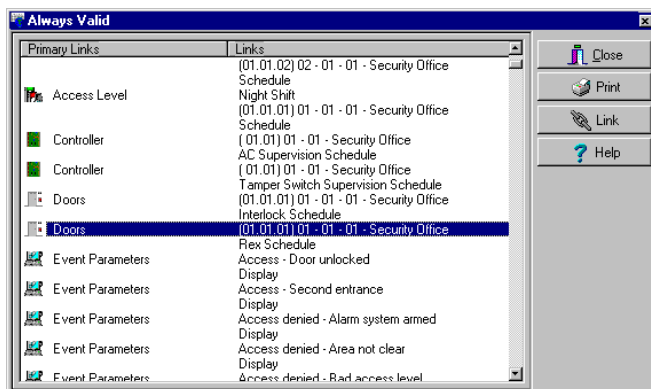 Always Valid
Primary Links Links
(01.01.02) 02 - 01 - 01 - Security Office
Schedule
Access Level Night Shift
(01.01.01) 01 - 01 - 01 - Security Office
Schedule
Controller ( 01.01) 01 - 01 - Security Office
AC Supervision Schedule
Controller ( 01.01) 01 - 01 - Security Office
Tamper Switch Supervision Schedule
Doors (01.01.01) 01 - 01 - 01 - Security Office
Interlock Schedule
Doors (01.01.01) 01 - 01 - 01 - Security Office
Rex Schedule
Event Parameters Access - Door unlocked
Display
Event Parameters Access - Second entrance
Display
Event Parameters Access denied - Alarm system armed
Display
Event Parameters Access denied - Area not clear
Display
Event Parameters Access denied - Bad access level
Close
Print
Link
Help